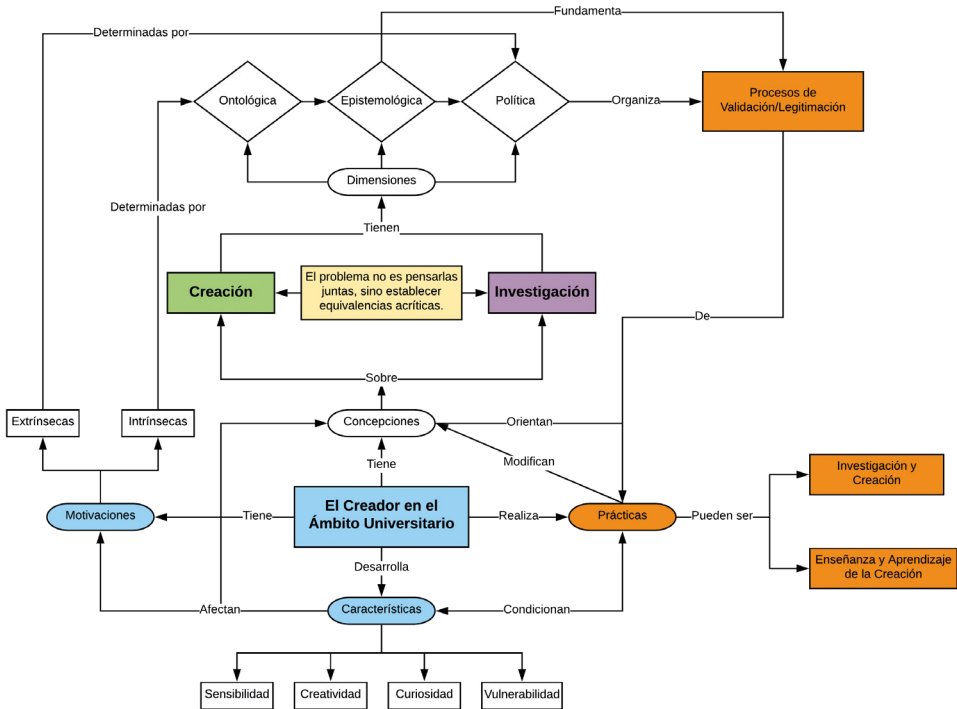 Fundamenta
Determinadas por
Ontológica
Epistemológica
Política
Organiza
Procesos de
Validación/Legitimación
Dimensiones
Determinadas por
Tienen
Creación
El problema no es pensarlas
juntas, sino establecer
equivalencias acríticas.
Investigación
De
Sobre
Extrínsecas
Intrínsecas
Concepciones
Orientan
Tiene
Modifican
Investigación y
Creación
Motivaciones
Tiene
El Creador en el
Ámbito Universitario
Realiza
Prácticas
Pueden ser
Desarrolla
Enseñanza y Aprendizaje
de la Creación
Afectan
Características
Condicionan
Sensibilidad
Creatividad
Curiosidad
Vulnerabilidad